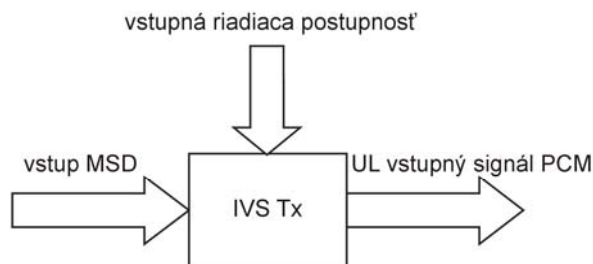 vstupná riadiaca postupnosť
vstup MSD
UL vstupný signál PCM
IVS Tx